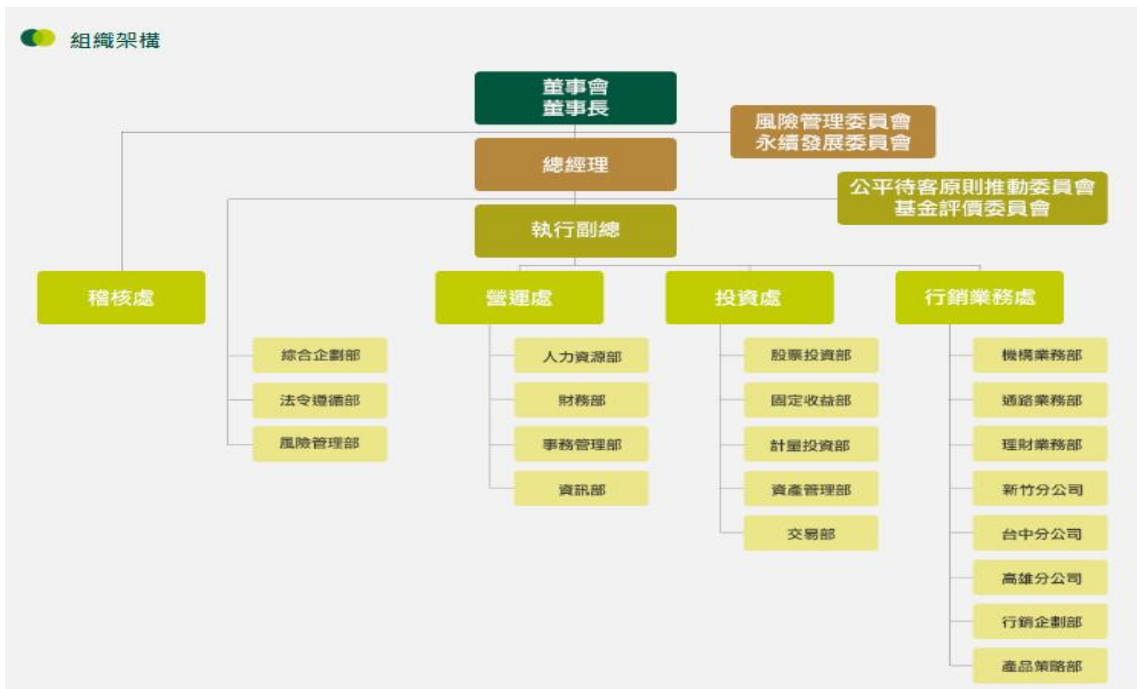 組織架構
董事會
董事長
風險管理委員會
永續發展委員會
總經理
公平待客原則推動委員會
基金評價委員會
執行副總
稽核處
營運處
投資處
行銷業務處
綜合企劃部
法令遵循部
風險管理部
人力資源部
財務部
事務管理部
資訊部
股票投資部
固定收益部
計量投資部
資產管理部
交易部
機構業務部
通路業務部
理財業務部
新竹分公司
台中分公司
高雄分公司
行銷企劃部
產品策略部